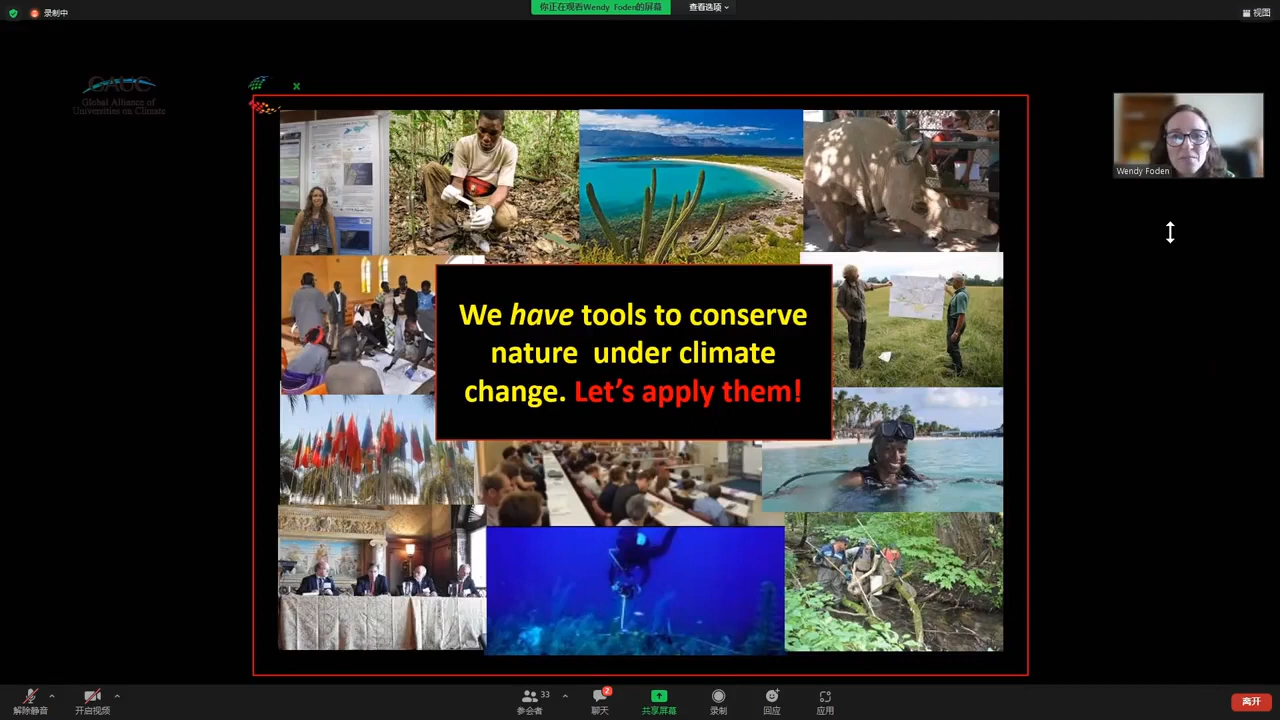 录制中
你正在观看Wendy Foden的屏幕
查看选项
视图
GAUC
Global Alliance of
Universities on Climate
Wendy Foden
We have tools to conserve
nature under climate
change. Let's apply them!
解除静音
开启视频
33
参会者
2
聊天
共享屏幕
录制
回应
应用
离开